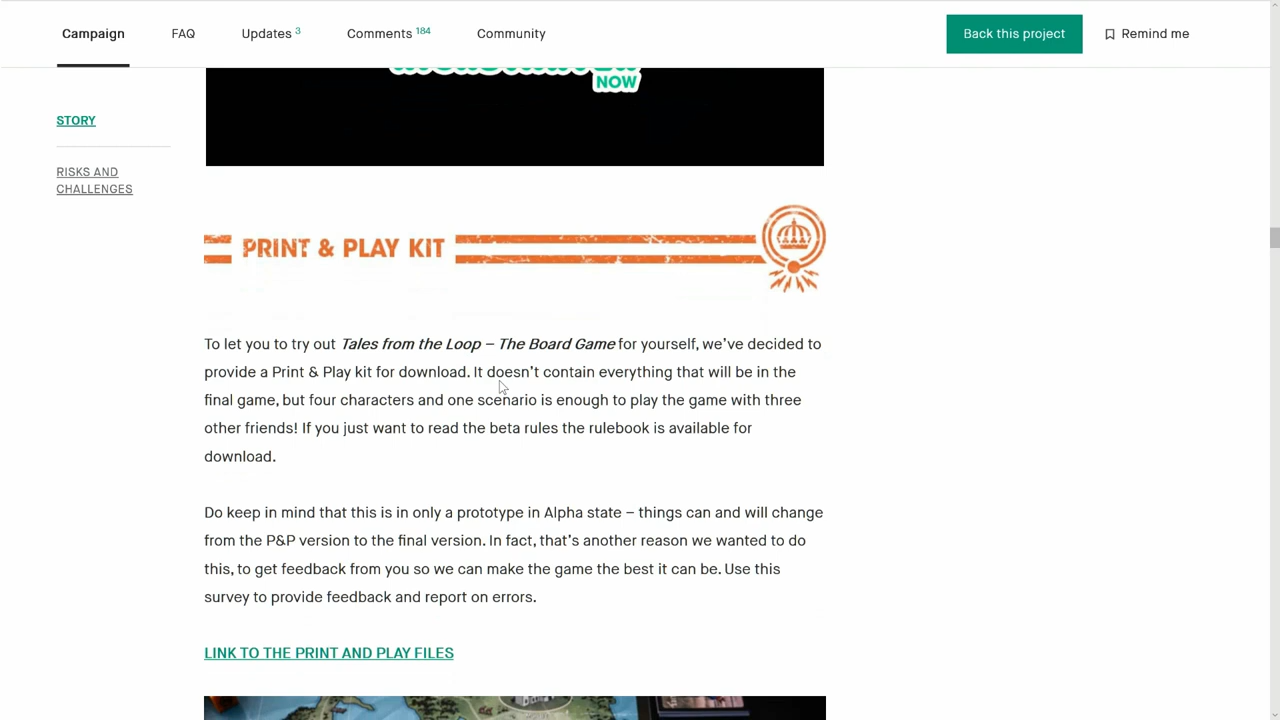 Campaign FAQ Updates 3 Comments 184 Community Back this project Remind me
NOW
STORY
RISKS AND
CHALLENGES
PRINT & PLAY KIT
To let you to try out Tales from the Loop – The Board Game for yourself, we’ve decided to
provide a Print & Play kit for download. It doesn’t contain everything that will be in the
final game, but four characters and one scenario is enough to play the game with three
other friends! If you just want to read the beta rules the rulebook is available for
download.
Do keep in mind that this is in only a prototype in Alpha state – things can and will change
from the P&P version to the final version. In fact, that’s another reason we wanted to do
this, to get feedback from you so we can make the game the best it can be. Use this
survey to provide feedback and report on errors.
LINK TO THE PRINT AND PLAY FILES